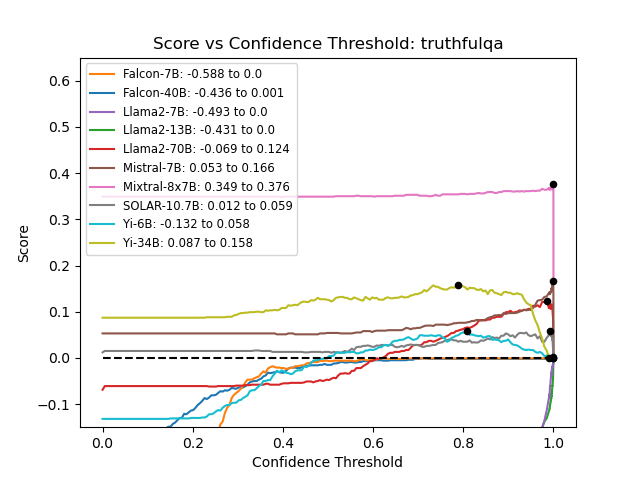 Score vs Confidence Threshold: truthfulqa
Falcon-7B: -0.588 to 0.0
Falcon-40B: -0.436 to 0.001
Llama2-7B: -0.493 to 0.0
Llama2-13B: -0.431 to 0.0
Llama2-70B: -0.069 to 0.124
Mistral-7B: 0.053 to 0.166
Mixtral-8x7B: 0.349 to 0.376
SOLAR-10.7B: 0.012 to 0.059
Yi-6B: -0.132 to 0.058
Yi-34B: 0.087 to 0.158
Score
0.6
0.5
0.4
0.3
0.2
0.1
0.0
−0.1
0.0 0.2 0.4 0.6 0.8 1.0
Confidence Threshold